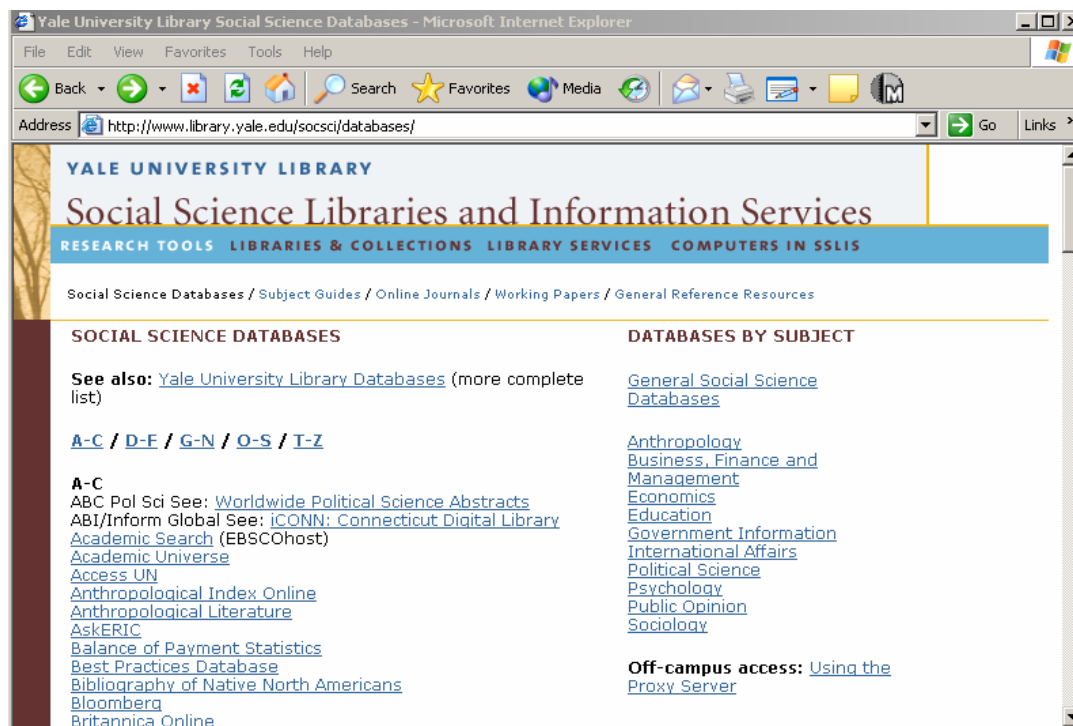 Yale University Library Social Science Databases - Microsoft Internet Explorer
File Edit View Favorites Tools Help
Back Search Favorites Media
Address http://www.library.yale.edu/socsci/databases/ Go Links »
YALE UNIVERSITY LIBRARY
Social Science Libraries and Information Services
RESEARCH TOOLS LIBRARIES & COLLECTIONS LIBRARY SERVICES COMPUTERS IN SSLIS
Social Science Databases / Subject Guides / Online Journals / Working Papers / General Reference Resources
SOCIAL SCIENCE DATABASES
See also: Yale University Library Databases (more complete
list)
A-C / D-F / G-N / O-S / T-Z
A-C
ABC Pol Sci See: Worldwide Political Science Abstracts
ABI/Inform Global See: iCONN: Connecticut Digital Library
Academic Search (EBSCOhost)
Academic Universe
Access UN
Anthropological Index Online
Anthropological Literature
AskERIC
Balance of Payment Statistics
Best Practices Database
Bibliography of Native North Americans
Bloomberg
Britannica Online
DATABASES BY SUBJECT
General Social Science
Databases
Anthropology
Business, Finance and
Management
Economics
Education
Government Information
International Affairs
Political Science
Psychology
Public Opinion
Sociology
Off-campus access: Using the
Proxy Server